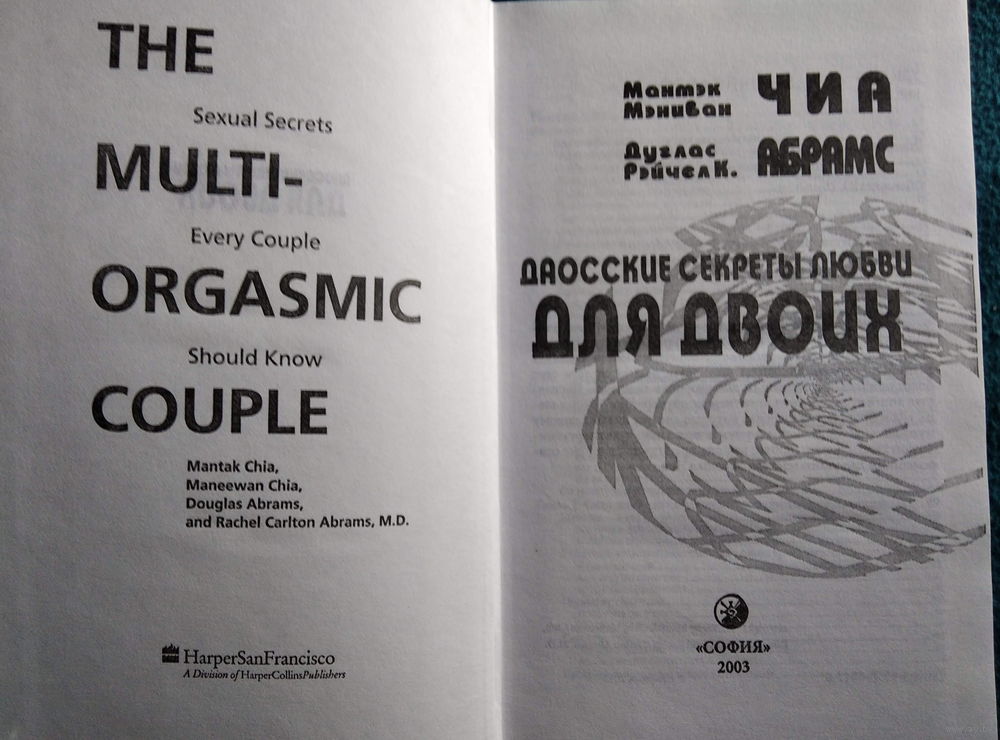 THE
Sexual Secrets
MULTI-
Every Couple
ORGASMIC
Should Know
COUPLE
Mantak Chia,
Maneewan Chia,
Douglas Abrams,
and Rachel Carlton Abrams, M.D.
HarperSanFrancisco
A Division of HarperCollinsPublishers
Мантэк
Мэниван
ЧИА
Дуглас
Рэйчел К.
АБРАМС
ДАОССКИЕ СЕКРЕТЫ ЛЮБВИ
ДЛЯ ДВОИХ
«СОФИЯ»
2003